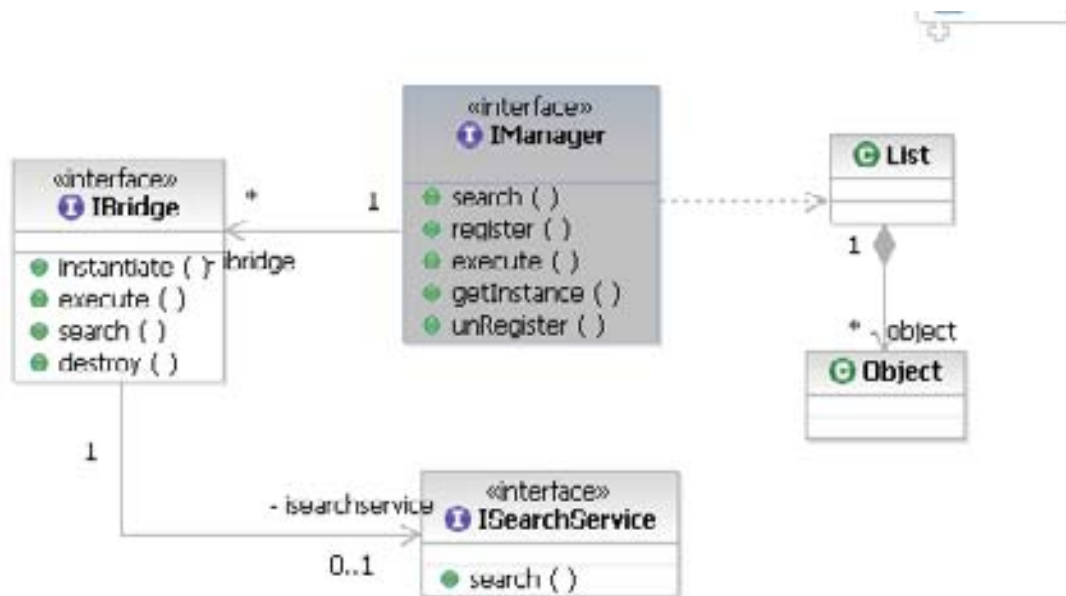 «interface»
IManager
search ( )
register ( )
execute ( )
getInstance ( )
unRegister ( )
«interface»
IBridge
instantiate ( )
execute ( )
search ( )
destroy ( )
*
1
- ibridge
List
1
* - object
Object
1
- isearchservice
0..1
«interface»
ISearchService
search ( )